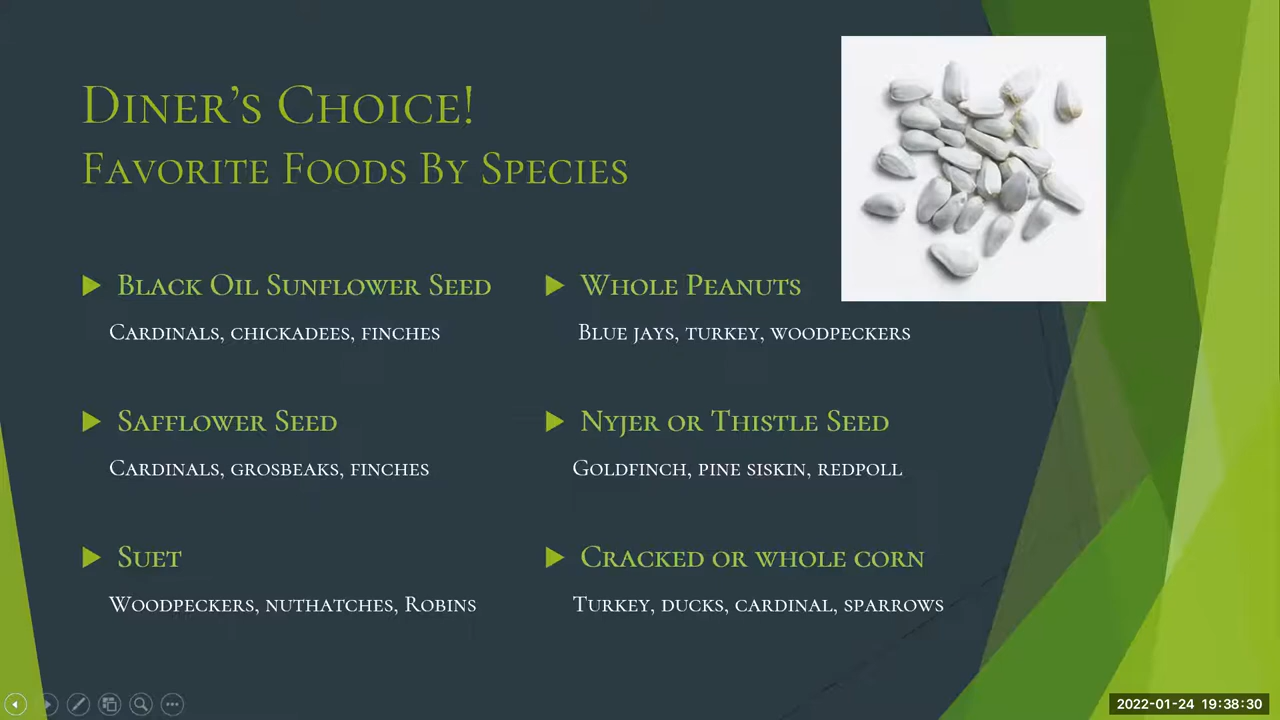 Diner's Choice!
Favorite Foods By Species
Black Oil Sunflower Seed
Cardinals, chickadees, finches
Safflower Seed
Cardinals, grosbeaks, finches
Suet
Woodpeckers, nuthatches, Robins
Whole Peanuts
Blue jays, turkey, woodpeckers
Nyjer or Thistle Seed
Goldfinch, pine siskin, redpoll
Cracked or whole corn
Turkey, ducks, cardinal, sparrows
2022-01-24 19:38:30